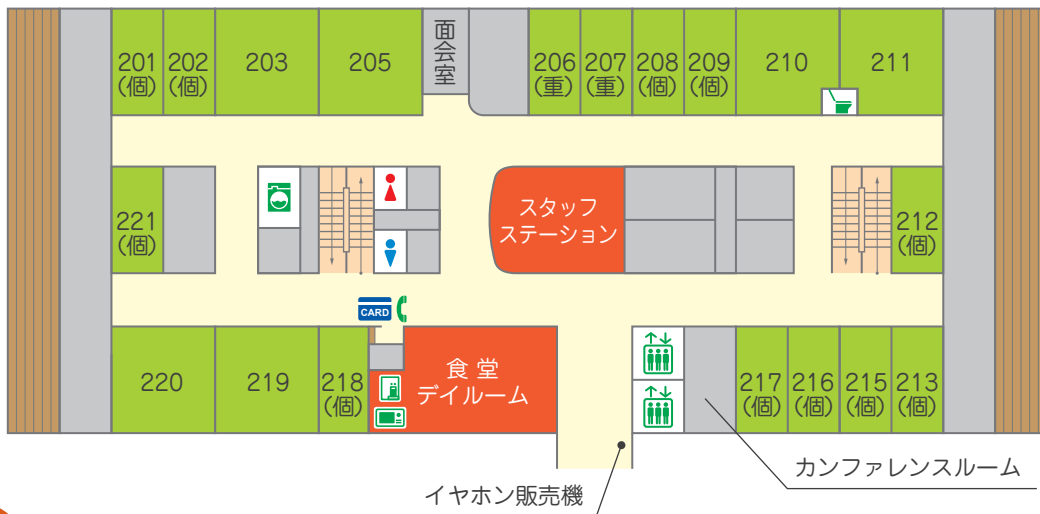 201
(個)
202
(個)
203
205
面会室
206
(重)
207
(重)
208
(個)
209
(個)
210
211
221
(個)
スタッフ
ステーション
212
(個)
CARD
220
219
218
(個)
食堂
デイルーム
217
(個)
216
(個)
215
(個)
213
(個)
カンファレンスルーム
イヤホン販売機